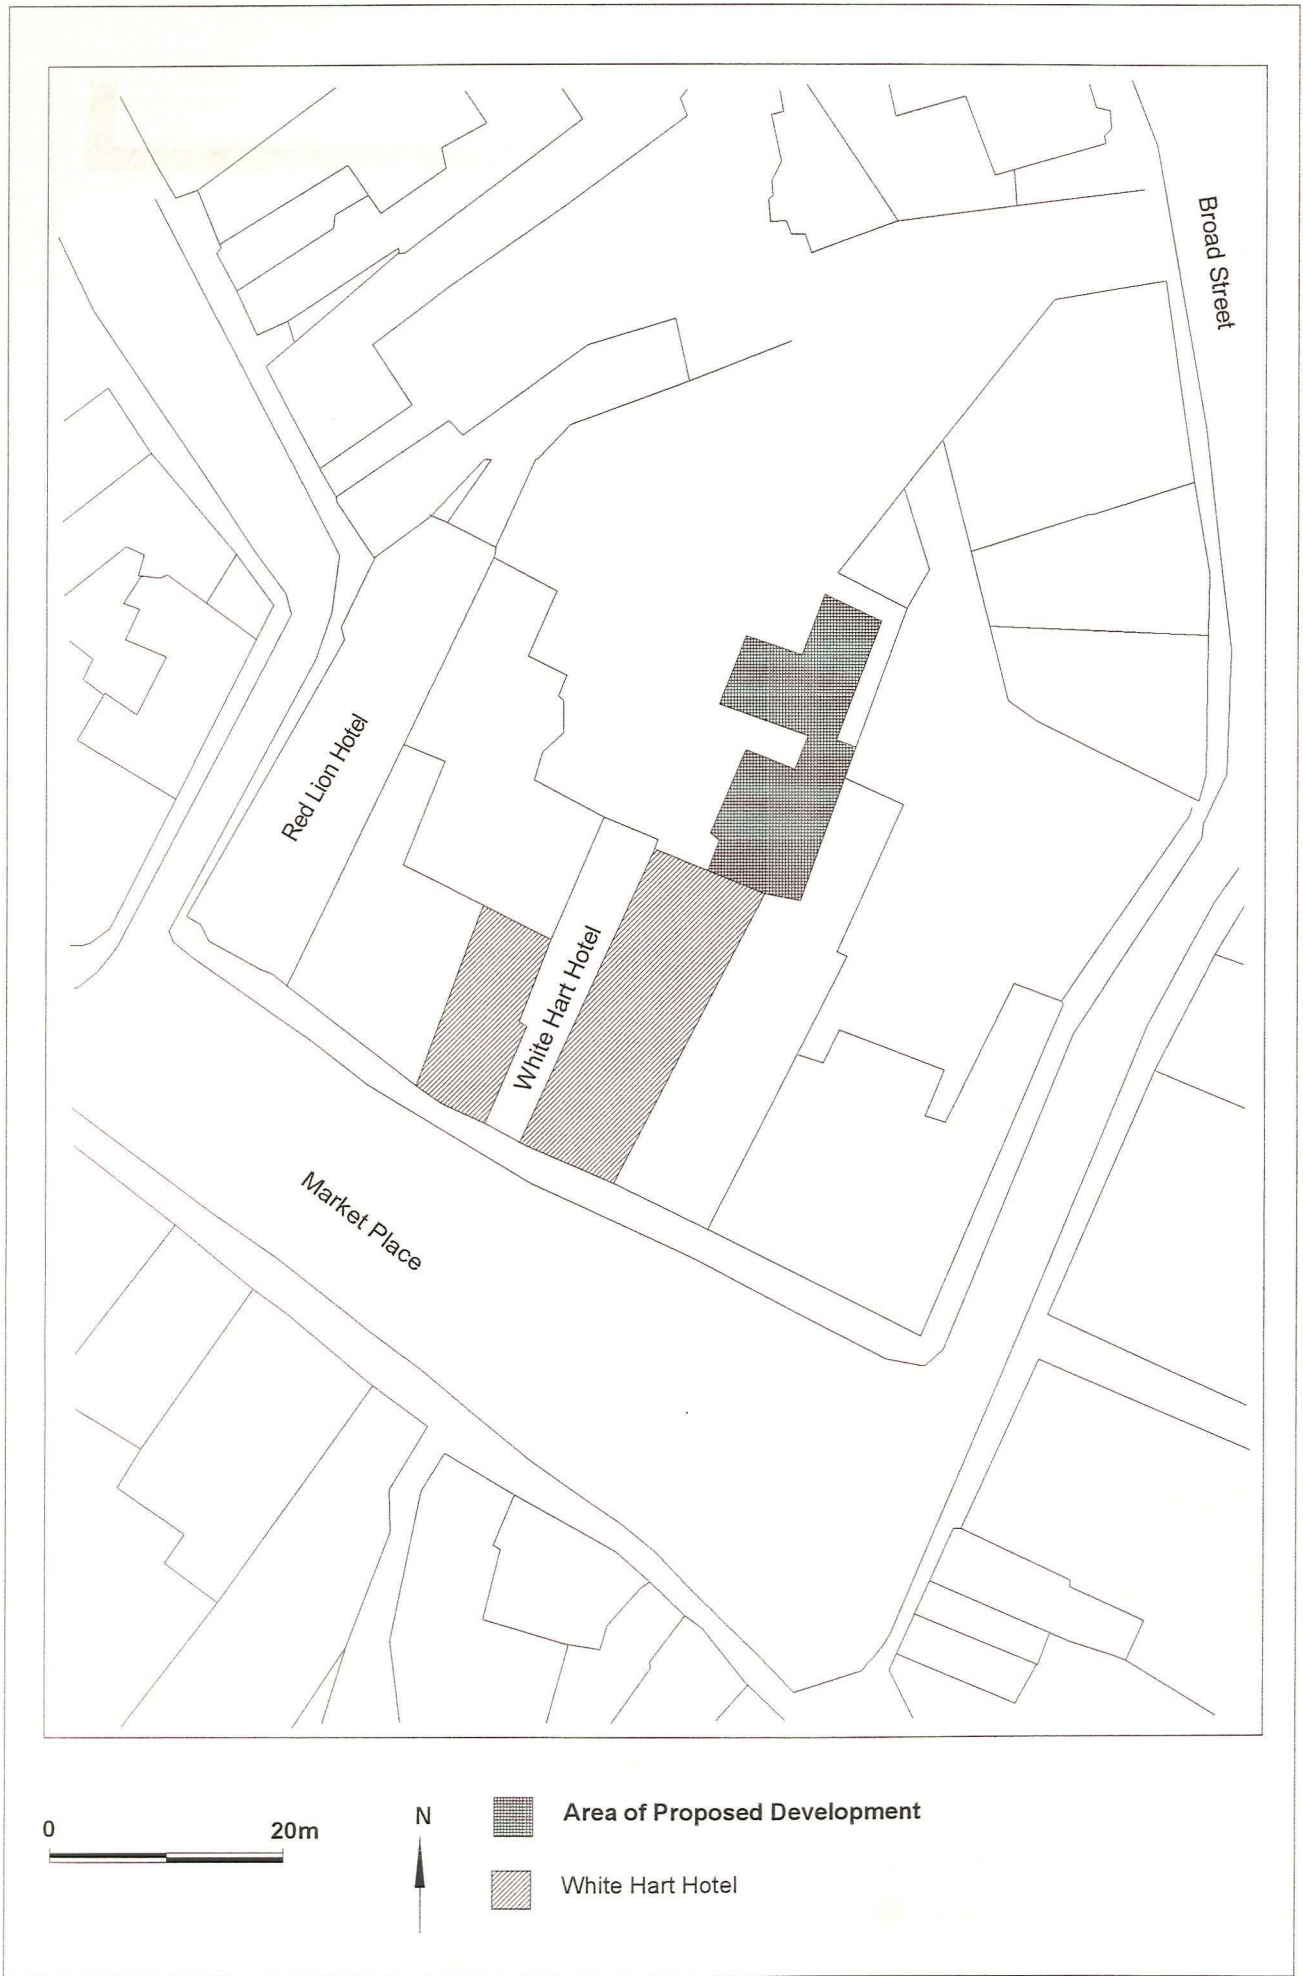 Broad Street
Red Lion Hotel
White Hart Hotel
Market Place
0 20m
N
Area of Proposed Development
White Hart Hotel